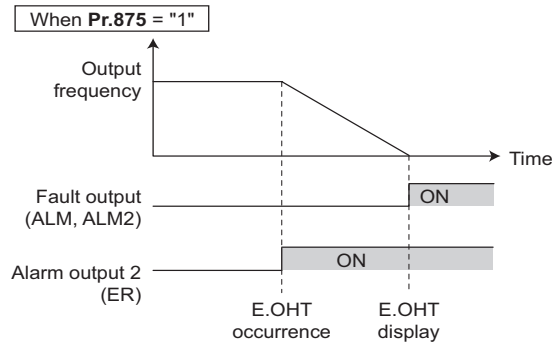 When Pr.875 = "1"
Output
frequency
Time
Fault output
(ALM, ALM2)
ON
Alarm output 2
(ER)
ON
E.OHT
occurrence
E.OHT
display